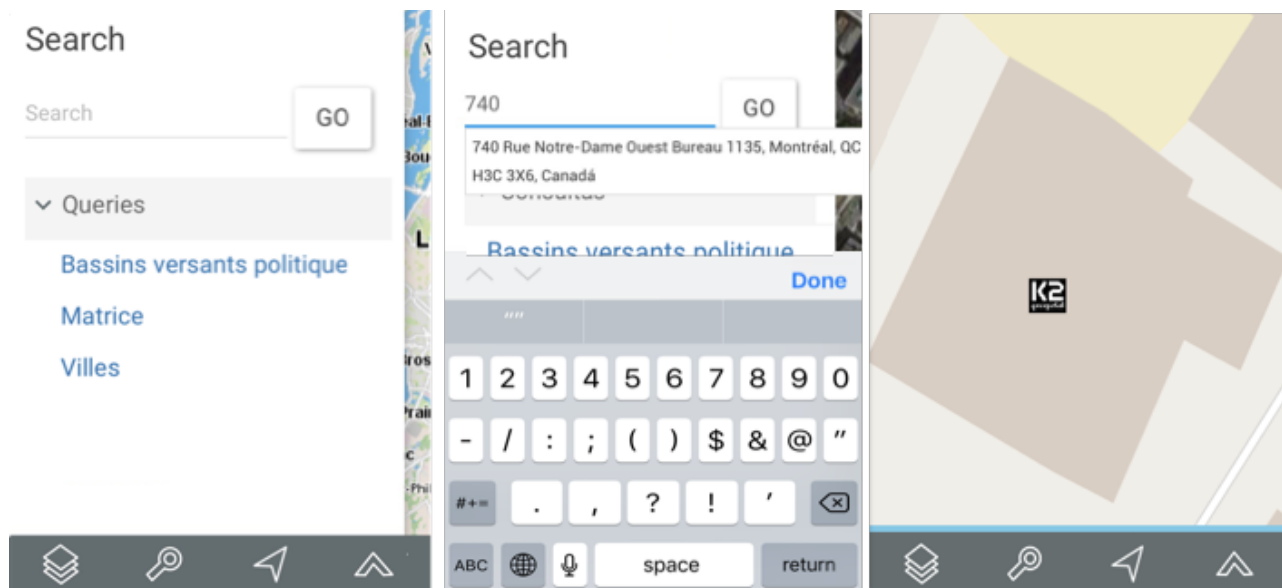 Search
Search
GO
Queries
Bassins versants politique
Matrice
Villes
L
Search
740
GO
740 Rue Notre-Dame Ouest Bureau 1135, Montréal, QC
H3C 3X6, Canadá
Bassins versants politique
Done
""
1 2 3 4 5 6 7 8 9 0
- / : ; ( ) $ & @ "
#+= . , ? ! ’
ABC space return
K2
geospatial